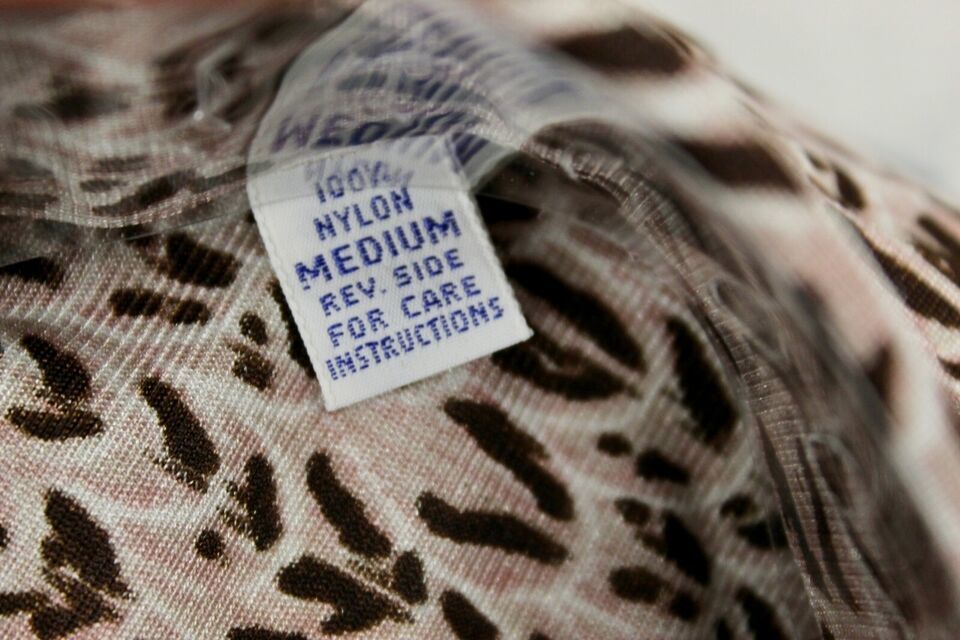 100%
NYLON
MEDIUM
REV. SIDE
FOR CARE
INSTRUCTIONS